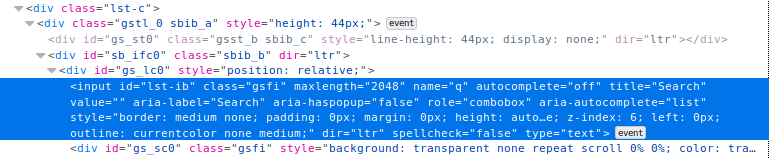 <div class="lst-c">
<div class="gstl_0 sbib_a" style="height: 44px;"> event
<div id="gs_st0" class="gsst_b sbib_c" style="line-height: 44px; display: none;" dir="ltr"></div>
<div id="sb_ifc0" class="sbib_b" dir="ltr">
<div id="gs_lc0" style="position: relative;">
<input id="lst-ib" class="gsfi" maxlength="2048" name="q" autocomplete="off" title="Search"
value="" aria-label="Search" aria-haspopup="false" role="combobox" aria-autocomplete="list"
style="border: medium none; padding: 0px; margin: 0px; height: auto…e; z-index: 6; left: 0px;
outline: currentcolor none medium;" dir="ltr" spellcheck="false" type="text"> event
<div id="gs_sc0" class="gsfi" style="background: transparent none repeat scroll 0% 0%; color: tra…